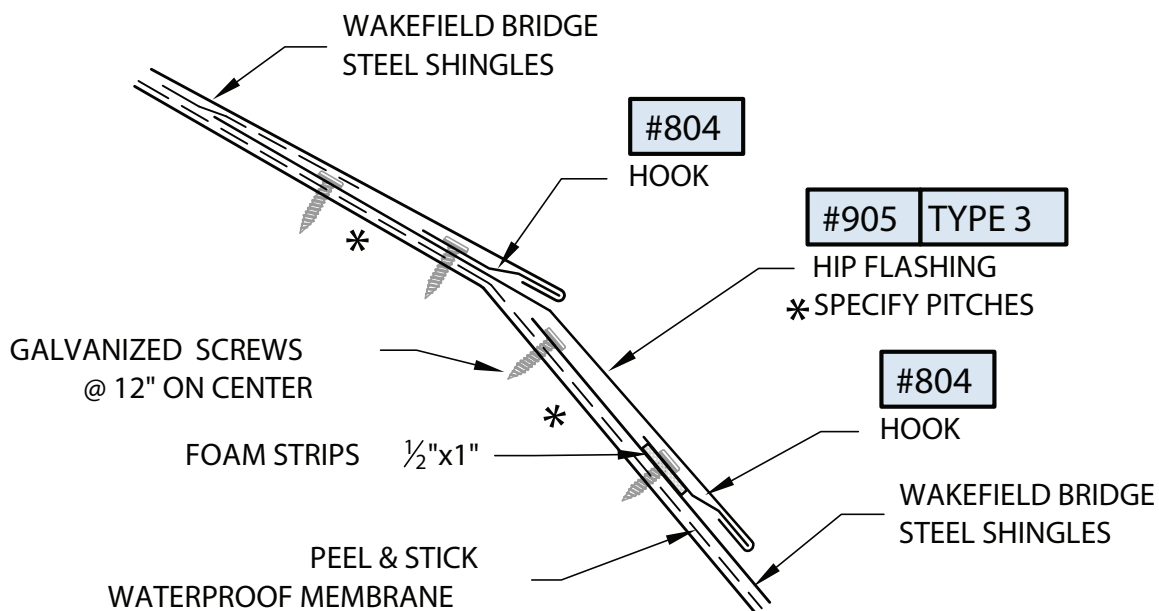 WAKEFIELD BRIDGE
STEEL SHINGLES
#804
HOOK
#905 TYPE 3
HIP FLASHING
*SPECIFY PITCHES
*
GALVANIZED SCREWS
@ 12" ON CENTER
#804
HOOK
*
FOAM STRIPS ½"x1"
WAKEFIELD BRIDGE
STEEL SHINGLES
PEEL & STICK
WATERPROOF MEMBRANE